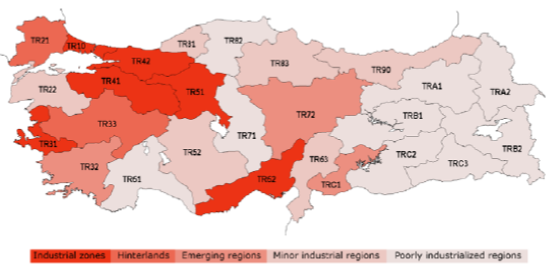 TR21
TR10
TR42
TR81
TR82
TR83
TR90
TRA1
TRA2
TR22
TR41
TR51
TR33
TR31
TR32
TR61
TR52
TR71
TR72
TR62
TR63
TRC1
TRB1
TRC2
TRC3
TRB2
Industrial zones Hinterlands Emerging regions Minor industrial regions Poorly industrialized regions